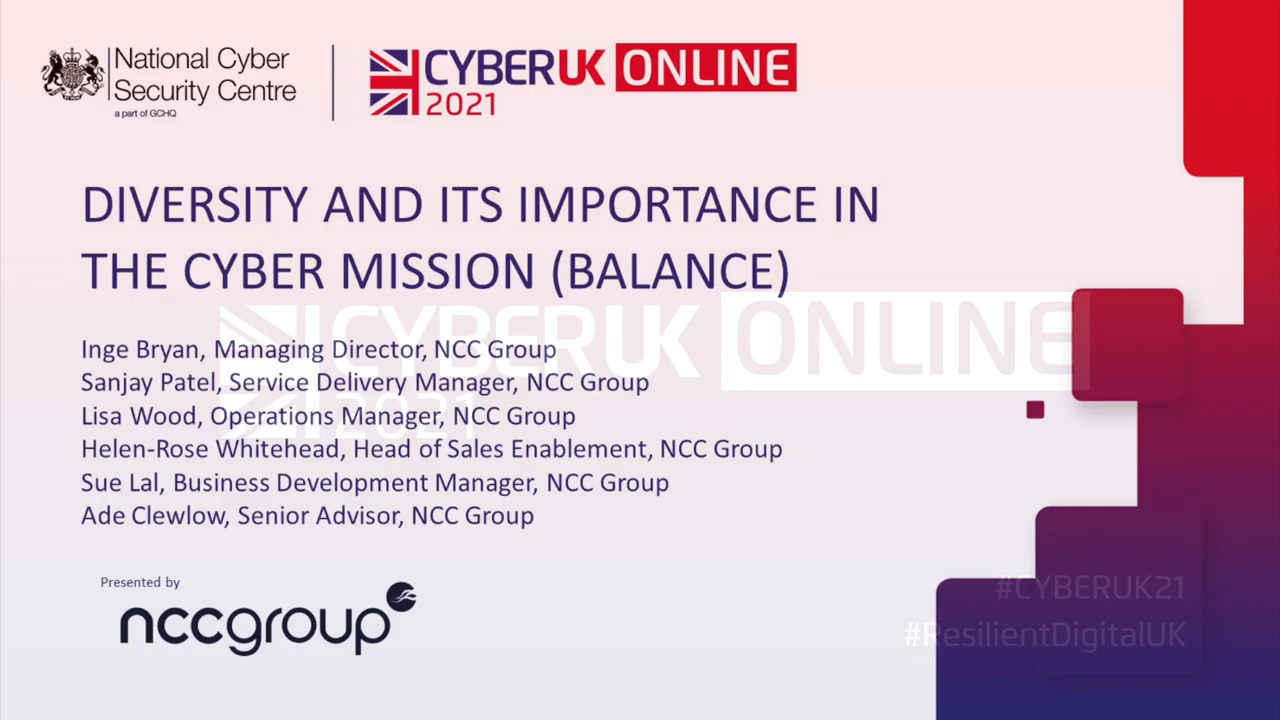 National Cyber
Security Centre
a part of GCHQ
CYBERUK ONLINE
2021
DIVERSITY AND ITS IMPORTANCE IN
THE CYBER MISSION (BALANCE)
CYBERUK ONLINE
2021
Inge Bryan, Managing Director, NCC Group
Sanjay Patel, Service Delivery Manager, NCC Group
Lisa Wood, Operations Manager, NCC Group
Helen-Rose Whitehead, Head of Sales Enablement, NCC Group
Sue Lal, Business Development Manager, NCC Group
Ade Clewlow, Senior Advisor, NCC Group
Presented by
nccgroup
#CYBERUK21
#ResilientDigitalUK